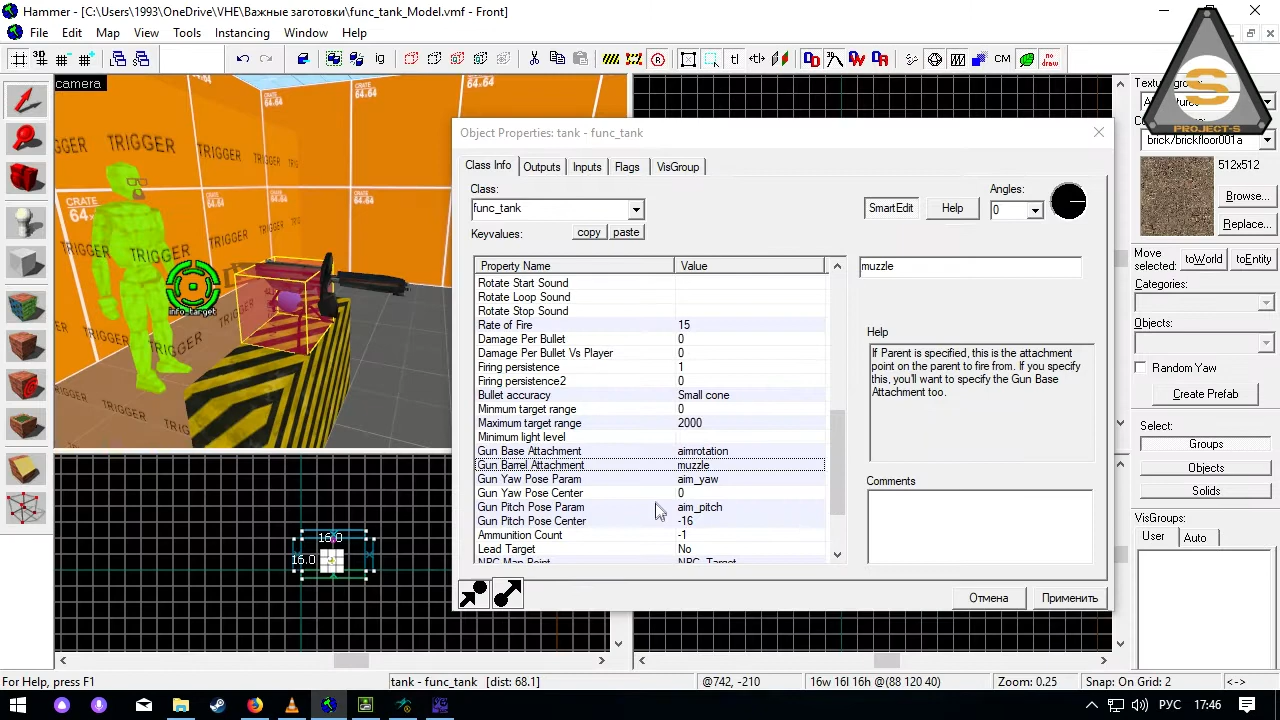 Hammer - [C:\Users\1993\OneDrive\VHE\Важные заготовки\func_tank_Model.vmf - Front]
File Edit Map View Tools Instancing Window Help
camera
CRATE
64x64
TRIGGER
TRIGGER
TRIGGER
TRIGGER
info_target
16.0
16.0
Object Properties: tank - func_tank
Class Info Outputs Inputs Flags VisGroup
Class:
func_tank
SmartEdit
Help
Angles:
0
Keyvalues:
copy paste
Property Name Value
Rotate Start Sound
Rotate Loop Sound
Rotate Stop Sound
Rate of Fire 15
Damage Per Bullet 0
Damage Per Bullet Vs Player 0
Firing persistence 1
Firing persistence2 0
Bullet accuracy Small cone
Minmum target range 0
Maximum target range 2000
Minimum light level
Gun Base Attachment aimrotation
Gun Barrel Attachment muzzle
Gun Yaw Pose Param aim_yaw
Gun Yaw Pose Center 0
Gun Pitch Pose Param aim_pitch
Gun Pitch Pose Center -16
Ammunition Count -1
Lead Target No
NPC Man Point NPC_Target
muzzle
Help
If Parent is specified, this is the attachment
point on the parent to fire from. If you specify
this, you'll want to specify the Gun Base
Attachment too.
Comments
Отмена Применить
S
PROJECT-S
brick/brickfloor001a
512x512
Browse...
Replace...
Move
selected:
toWorld toEntity
Categories:
Objects:
Random Yaw
Create Prefab
Select:
Groups
Objects
Solids
VisGroups:
User Auto
For Help, press F1 tank - func_tank [dist: 68.1] @742, -210 16w 16l 16h @(88 120 40) Zoom: 0.25 Snap: On Grid: 2 <->
РУС 17:46